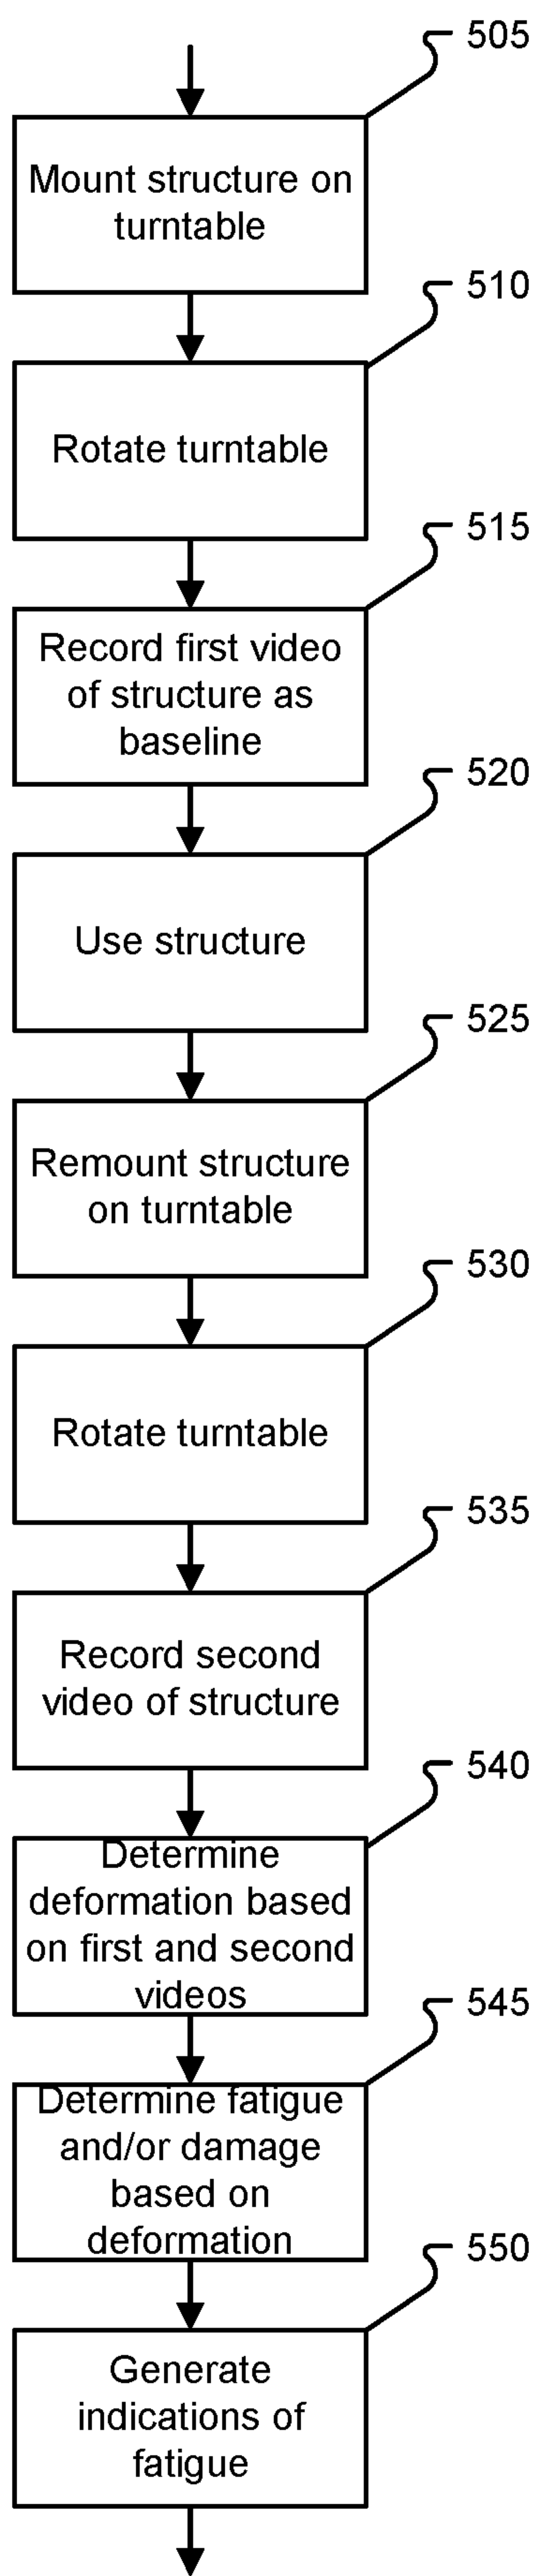 505
Mount structure on
turntable
510
Rotate turntable
515
Record first video
of structure as
baseline
520
Use structure
525
Remount structure
on turntable
530
Rotate turntable
535
Record second
video of structure
540
Determine
deformation based
on first and second
videos
545
Determine fatigue
and/or damage
based on
deformation
550
Generate
indications of
fatigue